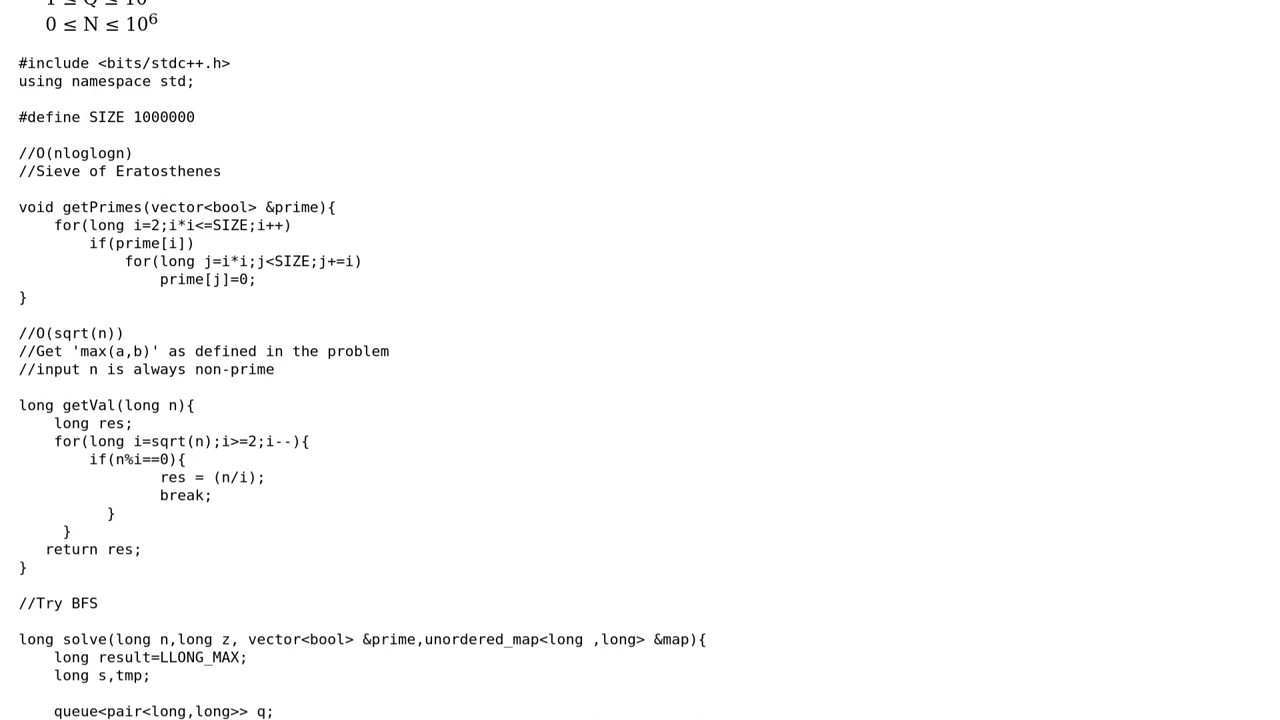 1 ≤ Q ≤ 10
0 ≤ N ≤ 10⁶
#include <bits/stdc++.h>
using namespace std;
#define SIZE 1000000
//O(nloglogn)
//Sieve of Eratosthenes
void getPrimes(vector<bool> &prime){
    for(long i=2;i*i<=SIZE;i++)
        if(prime[i])
            for(long j=i*i;j<SIZE;j+=i)
                prime[j]=0;
}
//O(sqrt(n))
//Get 'max(a,b)' as defined in the problem
//input n is always non-prime
long getVal(long n){
    long res;
    for(long i=sqrt(n);i>=2;i--){
        if(n%i==0){
                res = (n/i);
                break;
          }
     }
   return res;
}
//Try BFS
long solve(long n,long z, vector<bool> &prime,unordered_map<long ,long> &map){
    long result=LLONG_MAX;
    long s,tmp;
    queue<pair<long,long>> q;